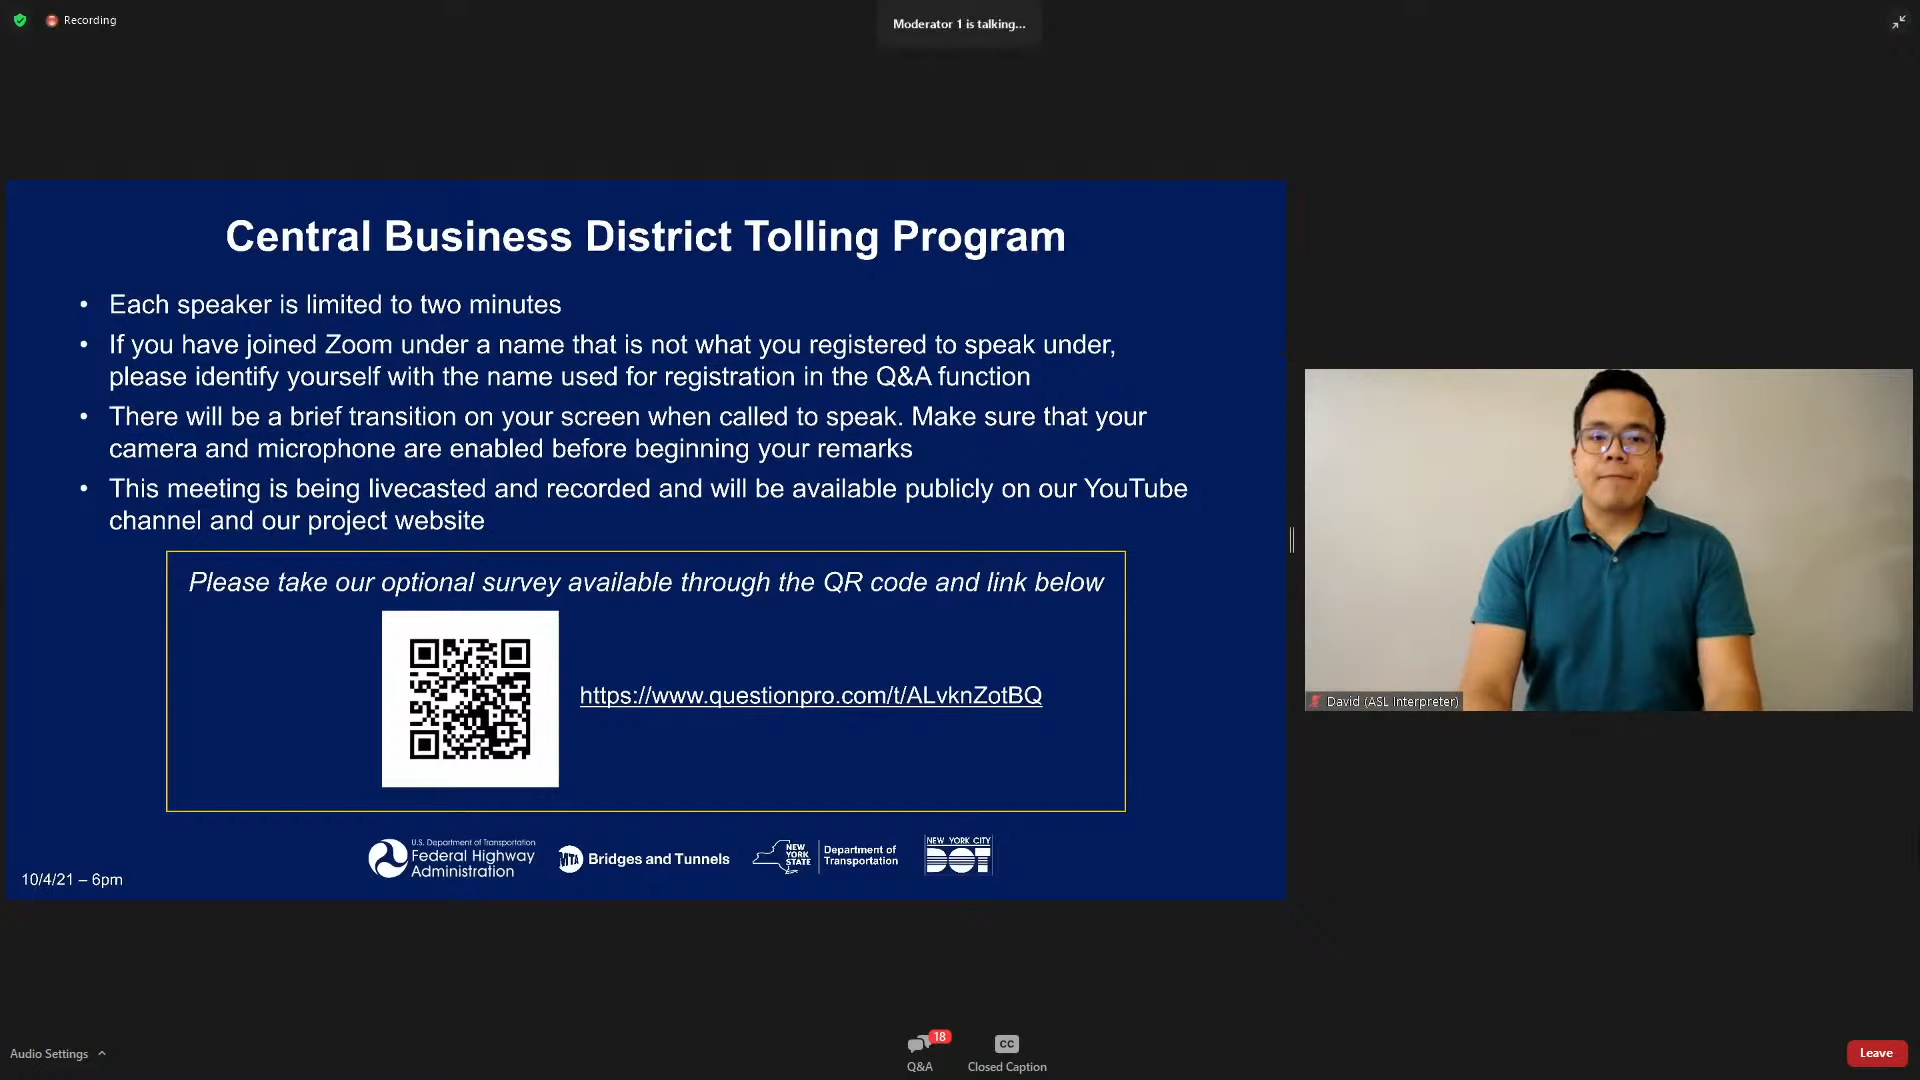 Recording
Moderator 1 is talking...
Central Business District Tolling Program
• Each speaker is limited to two minutes
• If you have joined Zoom under a name that is not what you registered to speak under,
please identify yourself with the name used for registration in the Q&A function
• There will be a brief transition on your screen when called to speak. Make sure that your
camera and microphone are enabled before beginning your remarks
• This meeting is being livecasted and recorded and will be available publicly on our YouTube
channel and our project website
Please take our optional survey available through the QR code and link below
https://www.questionpro.com/t/ALvknZotBQ
U.S. Department of Transportation
Federal Highway
Administration
MTA Bridges and Tunnels
NEW
YORK
STATE
Department of
Transportation
NEW YORK CITY
DOT
10/4/21 – 6pm
David (ASL Interpreter)
Audio Settings
18
Q&A
CC
Closed Caption
Leave